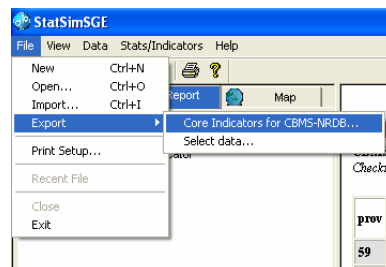 StatSimSGE
File View Data Stats/Indicators Help
New Ctrl+N
Open... Ctrl+O
Import... Ctrl+I
Export
Print Setup...
Recent File
Close
Exit
Core Indicators for CBMS-NRDB...
Select data...
Report Map
prov
59